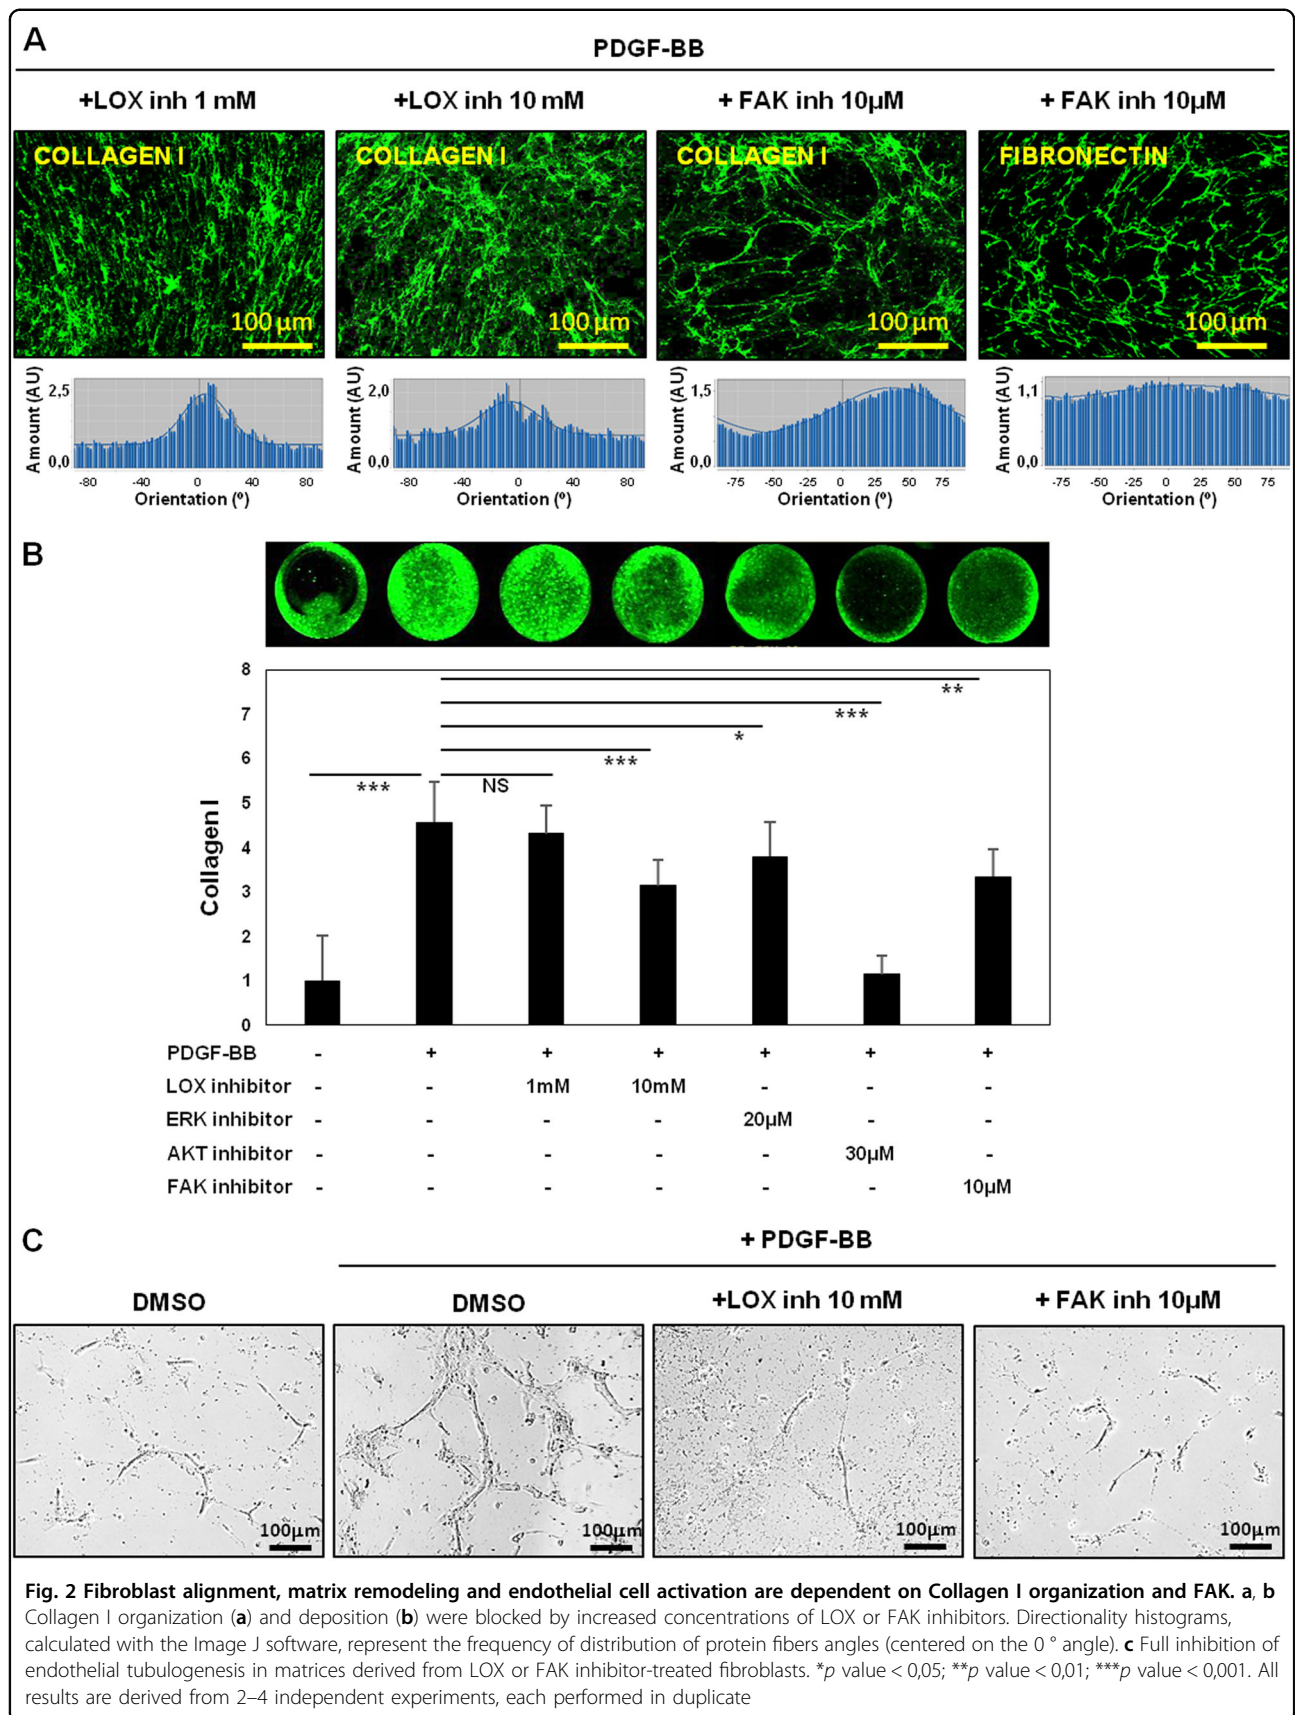 A
PDGF-BB
+LOX inh 1 mM
+LOX inh 10 mM
+ FAK inh 10µM
+ FAK inh 10µM
COLLAGEN I
COLLAGEN I
COLLAGEN I
FIBRONECTIN
100 µm
100 µm
100 µm
100 µm
Amount (AU)
2,5
0,0
-80 -40 0 40 80
Orientation (º)
Amount (AU)
2,0
0,0
-80 -40 0 40 80
Orientation (º)
Amount (AU)
1,5
0,0
-75 -50 -25 0 25 50 75
Orientation (º)
Amount (AU)
1,1
0,0
-75 -50 -25 0 25 50 75
Orientation (º)
B
Collagen I
8
7
6
5
4
3
2
1
0
**
***
*
***
NS
***
PDGF-BB - + + + + + +
LOX inhibitor - - 1mM 10mM - - -
ERK inhibitor - - - - 20µM - -
AKT inhibitor - - - - - 30µM -
FAK inhibitor - - - - - - 10µM
C
+ PDGF-BB
DMSO
DMSO
+LOX inh 10 mM
+ FAK inh 10µM
100µm
100µm
100µm
100µm
Fig. 2 Fibroblast alignment, matrix remodeling and endothelial cell activation are dependent on Collagen I organization and FAK. a, b
Collagen I organization (a) and deposition (b) were blocked by increased concentrations of LOX or FAK inhibitors. Directionality histograms,
calculated with the Image J software, represent the frequency of distribution of protein fibers angles (centered on the 0 ° angle). c Full inhibition of
endothelial tubulogenesis in matrices derived from LOX or FAK inhibitor-treated fibroblasts. *p value < 0,05; **p value < 0,01; ***p value < 0,001. All
results are derived from 2–4 independent experiments, each performed in duplicate